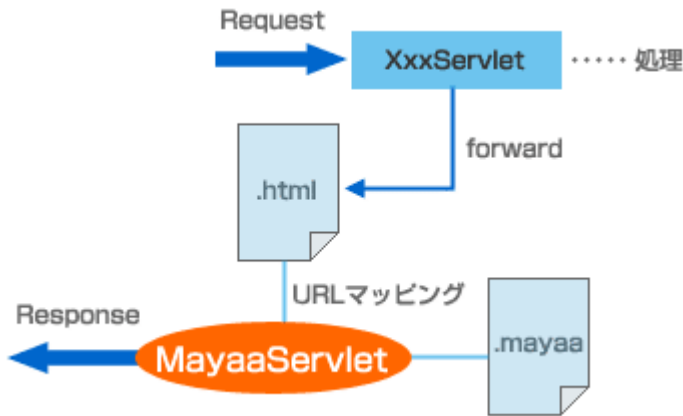 Request
XxxServlet ····· 処理
forward
.html
URLマッピング
Response
MayaaServlet
.mayaa